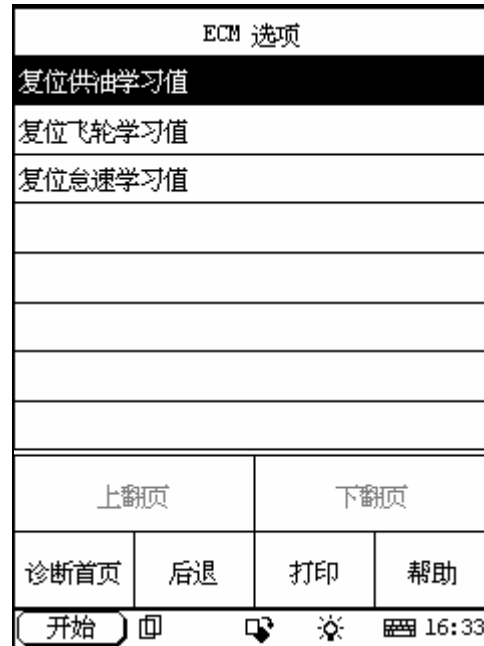 ECM 选项
复位供油学习值
复位飞轮学习值
复位怠速学习值
上翻页 下翻页
诊断首页 后退 打印 帮助
开始 16:33